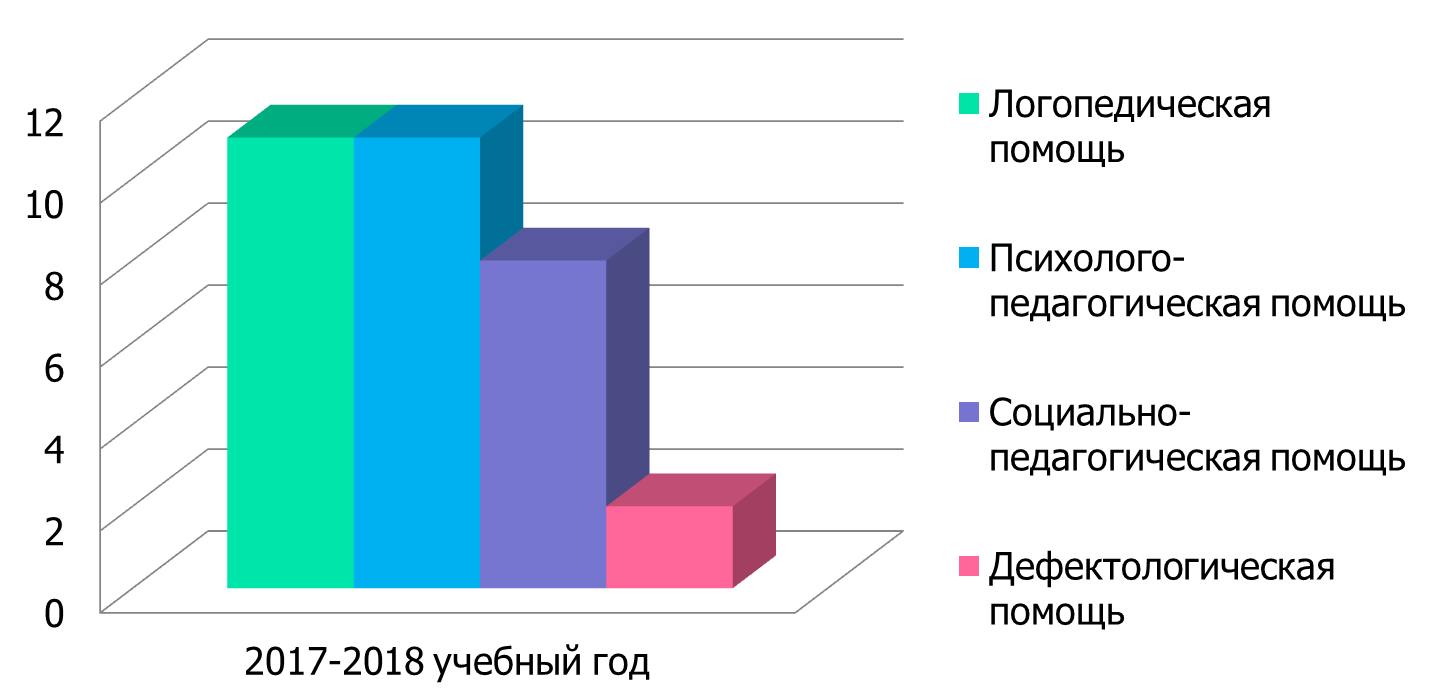 12
10
8
6
4
2
0
2017-2018 учебный год
Логопедическая
помощь
Психолого-
педагогическая помощь
Социально-
педагогическая помощь
Дефектологическая
помощь